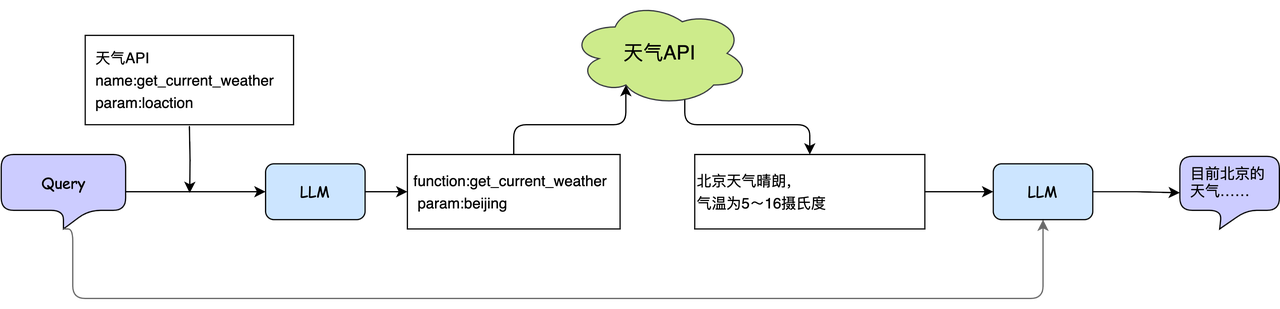 天气API
name:get_current_weather
param:loaction
天气API
Query
LLM
function:get_current_weather
param:beijing
北京天气晴朗，
气温为5～16摄氏度
LLM
目前北京的
天气……